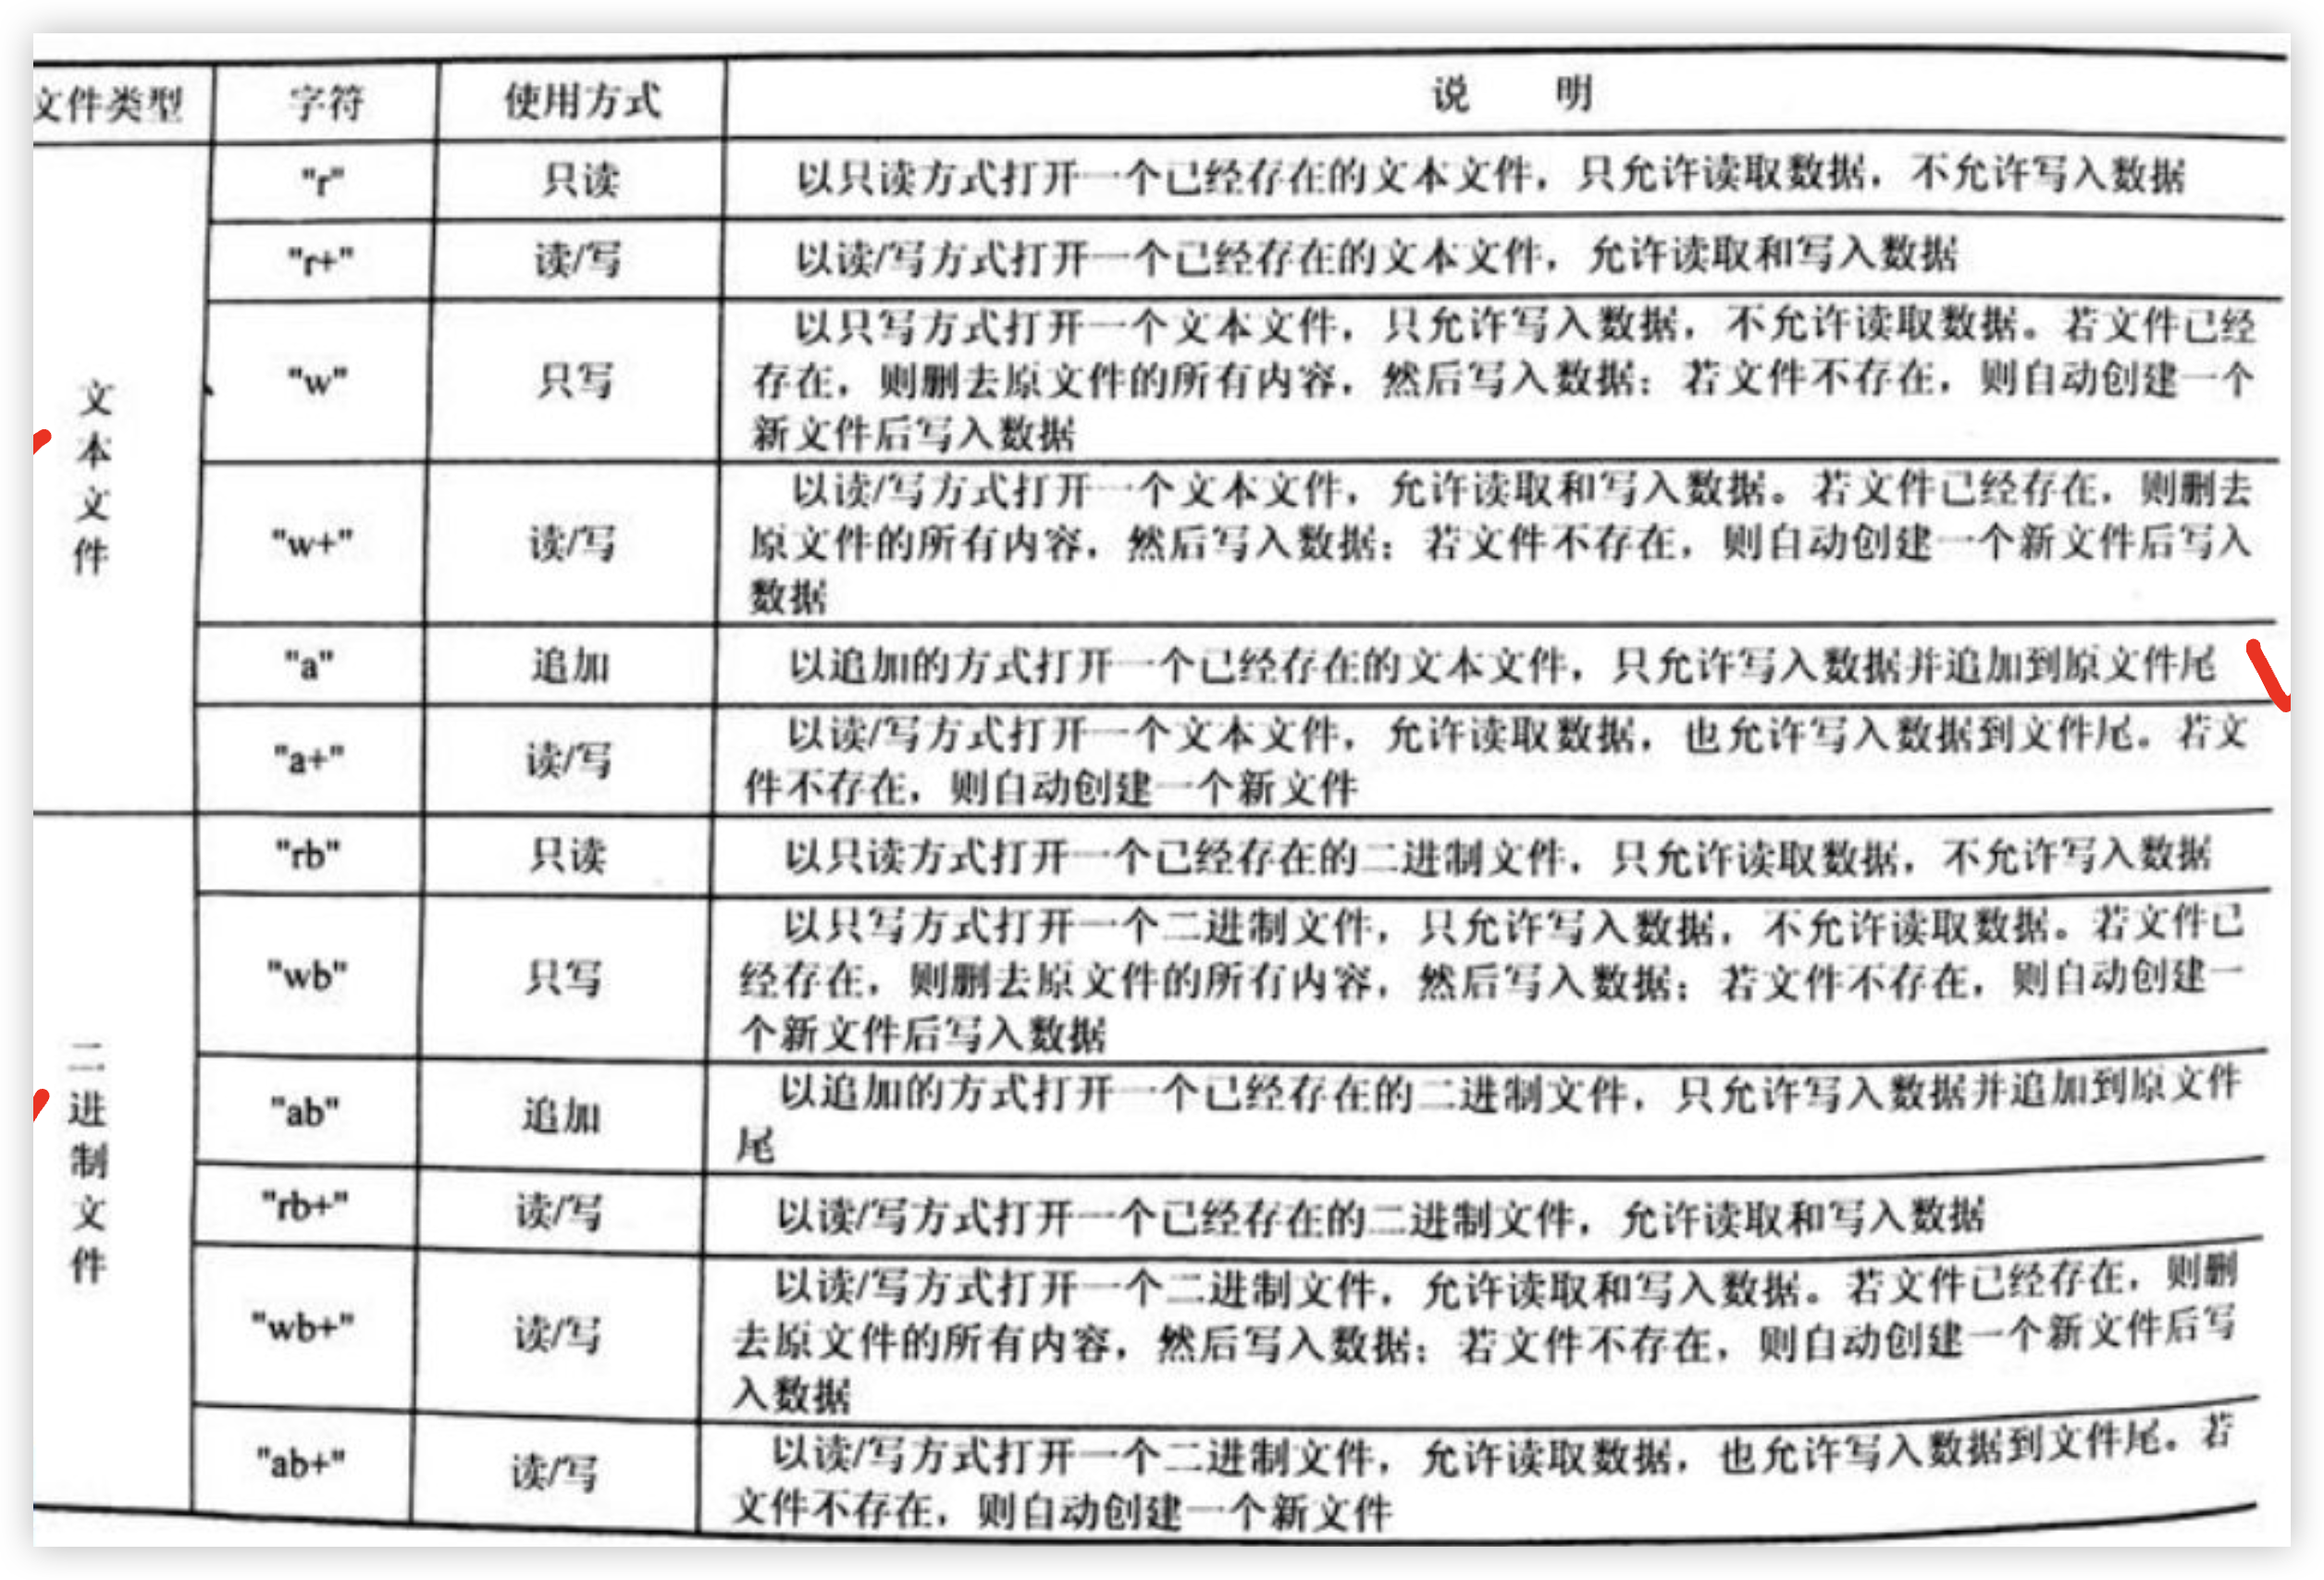 文件类型 字符 使用方式 说 明
文本文件
"r" 只读 以只读方式打开一个已经存在的文本文件，只允许读取数据，不允许写入数据
"r+" 读/写 以读/写方式打开一个已经存在的文本文件，允许读取和写入数据
"w" 只写 以只写方式打开一个文本文件，只允许写入数据，不允许读取数据。若文件已经
存在，则删去原文件的所有内容，然后写入数据；若文件不存在，则自动创建一个
新文件后写入数据
"w+" 读/写 以读/写方式打开一个文本文件，允许读取和写入数据。若文件已经存在，则删去
原文件的所有内容，然后写入数据；若文件不存在，则自动创建一个新文件后写入
数据
"a" 追加 以追加的方式打开一个已经存在的文本文件，只允许写入数据并追加到原文件尾
"a+" 读/写 以读/写方式打开一个文本文件，允许读取数据，也允许写入数据到文件尾。若文
件不存在，则自动创建一个新文件
二进制文件
"rb" 只读 以只读方式打开一个已经存在的二进制文件，只允许读取数据，不允许写入数据
"wb" 只写 以只写方式打开一个二进制文件，只允许写入数据，不允许读取数据。若文件已
经存在，则删去原文件的所有内容，然后写入数据；若文件不存在，则自动创建一
个新文件后写入数据
"ab" 追加 以追加的方式打开一个已经存在的二进制文件，只允许写入数据并追加到原文件
尾
"rb+" 读/写 以读/写方式打开一个已经存在的二进制文件，允许读取和写入数据
"wb+" 读/写 以读/写方式打开一个二进制文件，允许读取和写入数据。若文件已经存在，则删
去原文件的所有内容，然后写入数据；若文件不存在，则自动创建一个新文件后写
入数据
"ab+" 读/写 以读/写方式打开一个二进制文件，允许读取数据，也允许写入数据到文件尾。若
文件不存在，则自动创建一个新文件